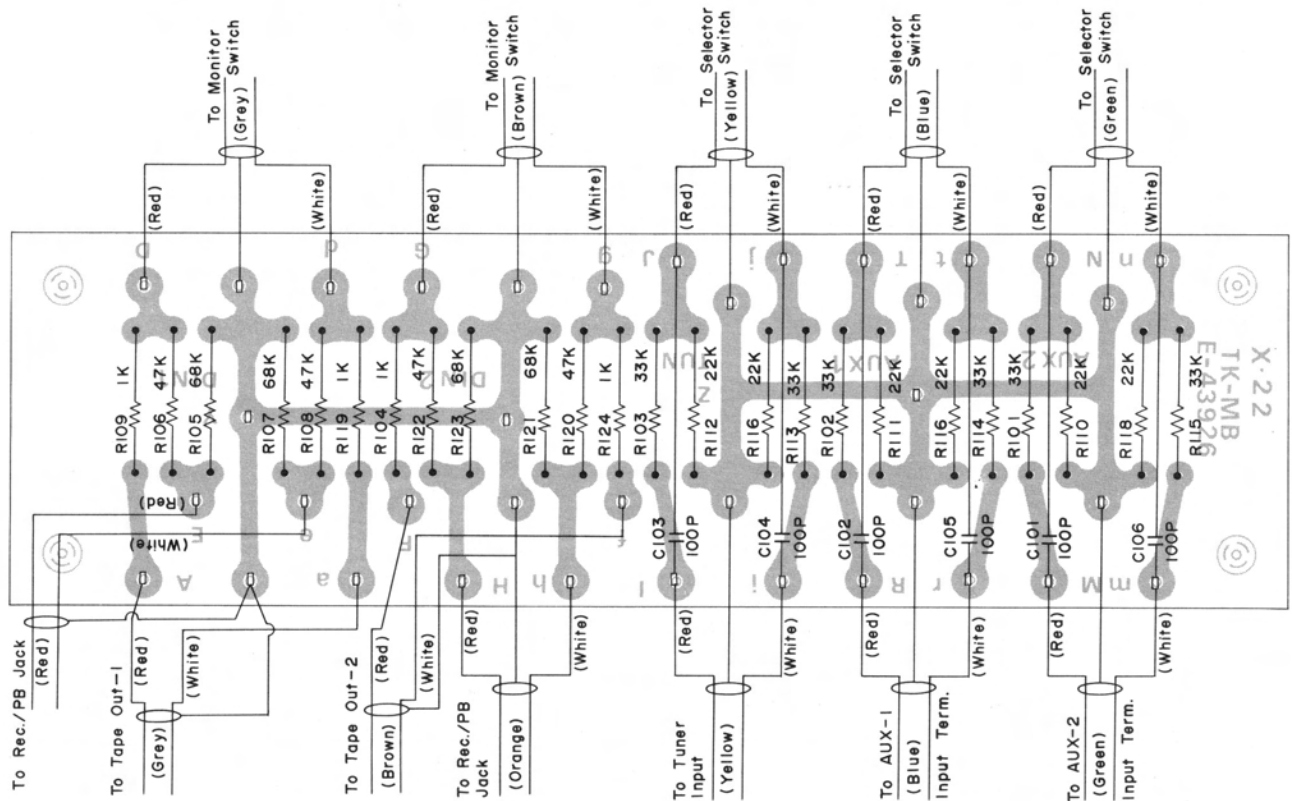 To Monitor
Switch
(Grey)
To Monitor
Switch
(Brown)
To Selector
Switch
(Yellow)
To Selector
Switch
(Blue)
To Selector
Switch
(Green)
(Red)
(White)
(Red)
(White)
(Red)
(White)
(Red)
(White)
(Red)
(White)
D
d
G
g
J
j
T
t
N
n
1K
47K
68K
68K
47K
1K
1K
47K
68K
68K
47K
1K
33K
22K
22K
33K
33K
22K
22K
33K
33K
22K
22K
33K
DIN
DIN2
TUN
Z
AUX1
AUX2
X·22
TK-MB
E-43926
R109
R106
R105
R107
R108
R119
R104
R122
R123
R121
R120
R124
R103
R112
R116
R113
R102
R111
R116
R114
R101
R110
R118
R115
(Red)
(White)
E
e
F
f
C103
100P
C104
100P
C102
100P
C105
100P
C101
100P
C106
100P
A
a
H
h
I
i
R
r
M
m
To Rec./PB Jack
(Red)
To Tape Out-1
(Grey)
(Red)
(White)
To Tape Out-2
(Brown)
(Red)
(White)
To Rec./PB
Jack
(Orange)
(Red)
(White)
To Tuner
Input
(Yellow)
(Red)
(White)
To AUX-1
(Blue)
Input Term.
(Red)
(White)
To AUX-2
(Green)
Input Term.
(Red)
(White)